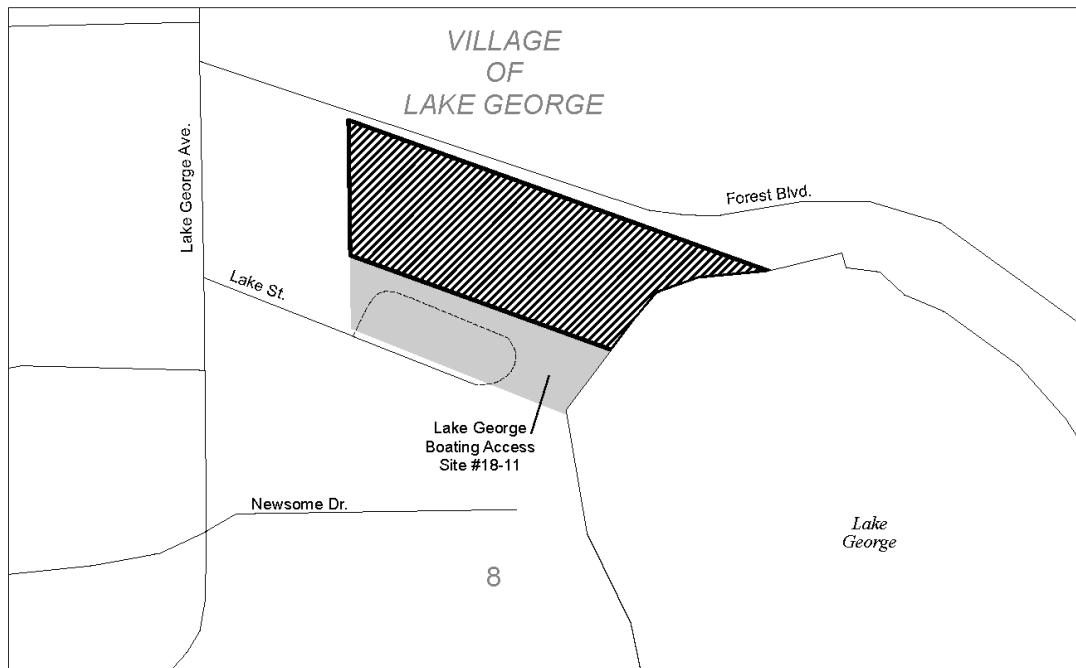 VILLAGE
OF
LAKE GEORGE
Lake George Ave.
Forest Blvd.
Lake St.
Lake George
Boating Access
Site #18-11
Newsome Dr.
Lake
George
8